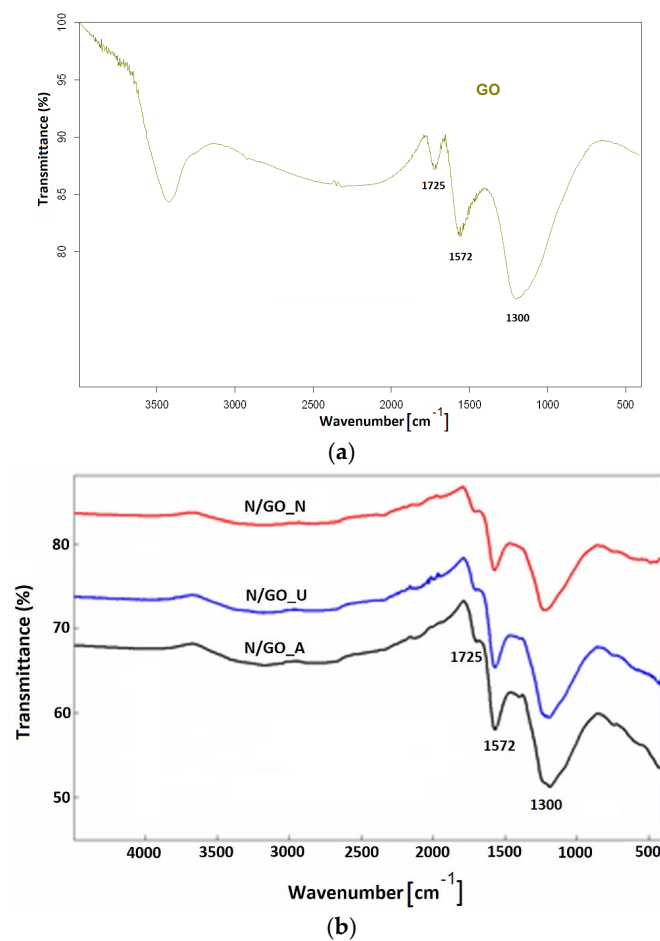 100
95
90
85
80
Transmittance (%)
GO
1725
1572
1300
3500 3000 2500 2000 1500 1000 500
Wavenumber [cm⁻¹
(a)
80
70
60
50
Transmittance (%)
N/GO_N
N/GO_U
N/GO_A
1725
1572
1300
4000 3500 3000 2500 2000 1500 1000 500
Wavenumber [cm⁻¹]
(b)